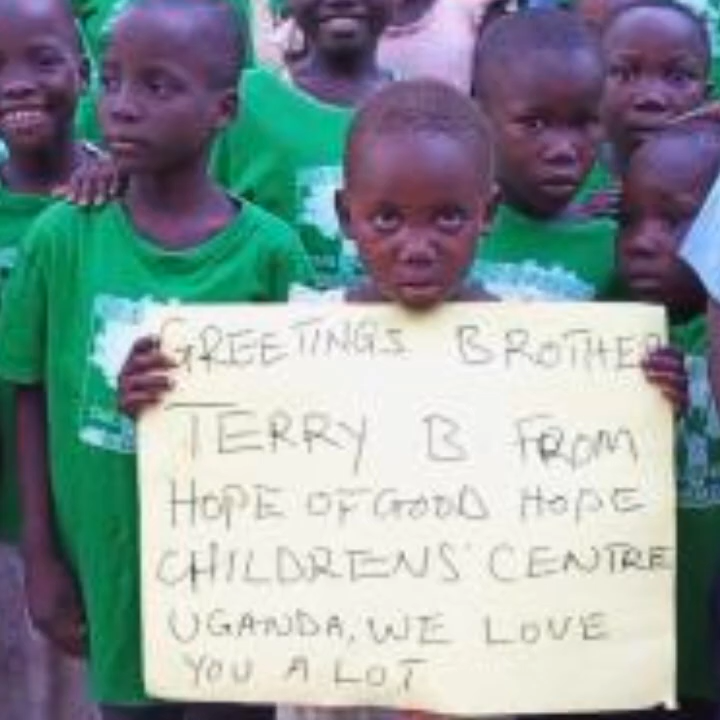 GREETINGS BROTHER
TERRY B FROM
HOPE OF GOOD HOPE
CHILDRENS' CENTRE
UGANDA, WE LOVE
YOU A LOT